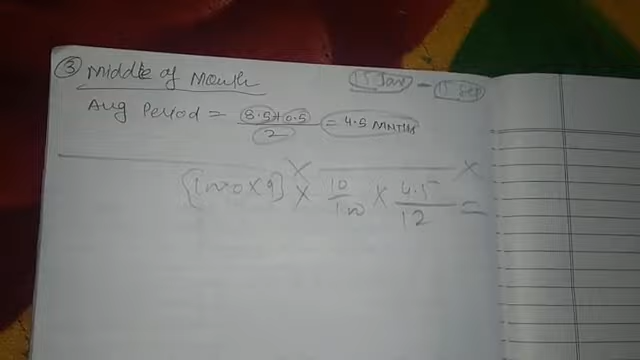 ③ Middle of Month 15 Jan - 15 Sep
Avg Period = 8.5+0.5 / 2 = 4.5 MNTHS
{1000 x 9} x 10/100 x 4.5/12 =